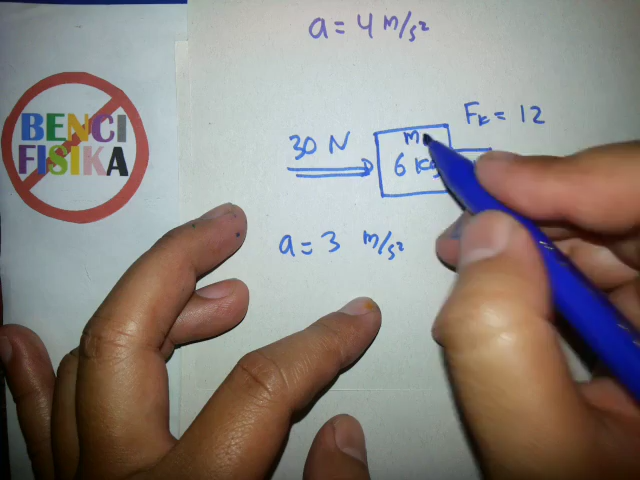 a = 4 m/s²
BENCI
FISIKA
30 N
m
6 Kg
Fk = 12
a = 3 m/s²